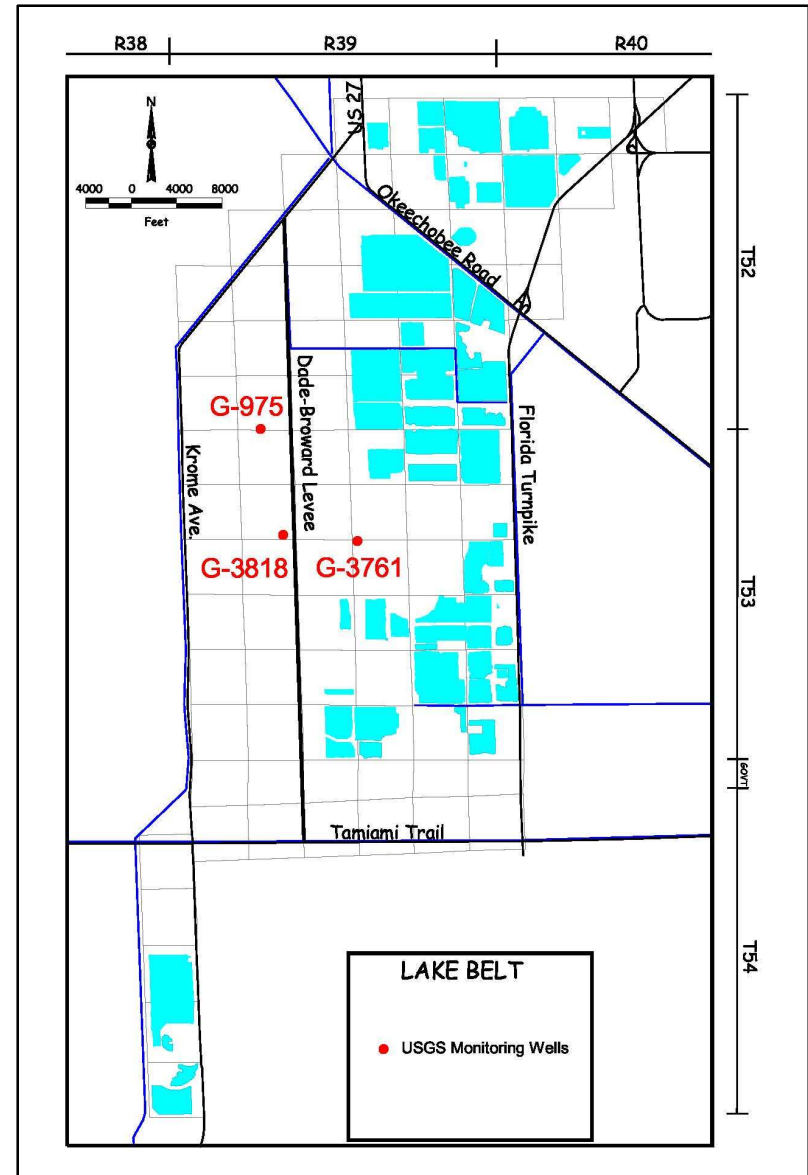 R38
R39
R40
US 27
N
4000 0 4000 8000
Feet
Okeechobee Road
T52
G-975
Dade-Broward Levee
Florida Turnpike
Krome Ave.
G-3818
G-3761
T53
GOVT
Tamiami Trail
T54
LAKE BELT
USGS Monitoring Wells